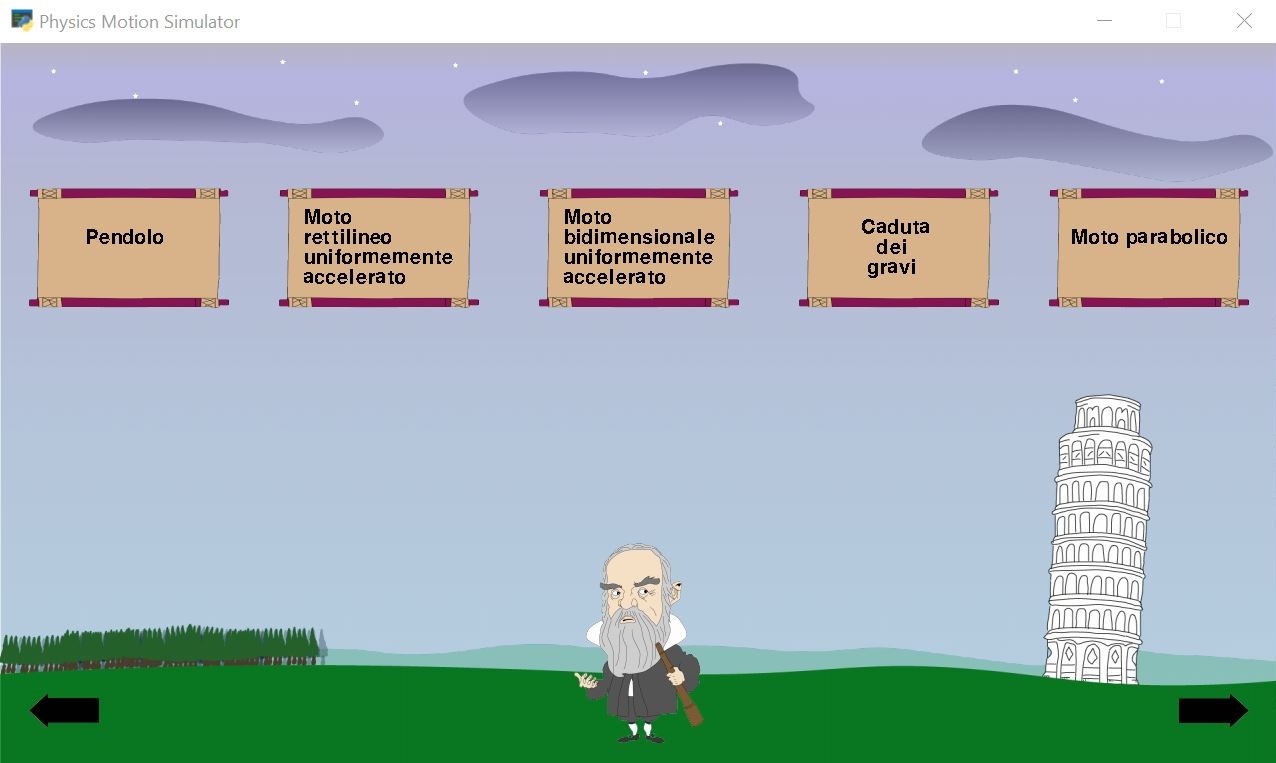 Physics Motion Simulator
Pendolo
Moto
rettilineo
uniformemente
accelerato
Moto
bidimensionale
uniformemente
accelerato
Caduta
dei
gravi
Moto parabolico